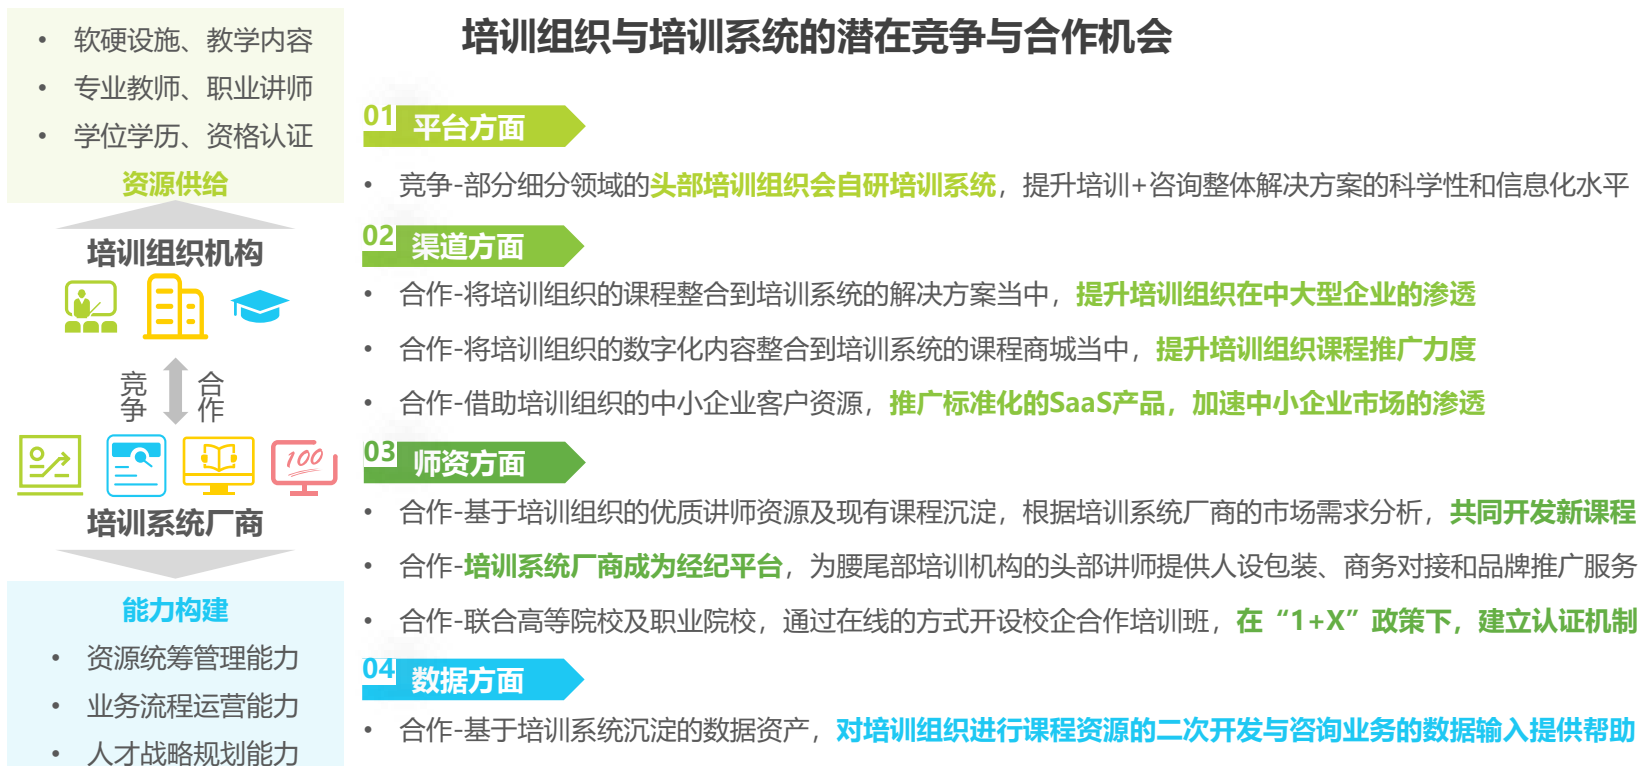 培训组织与培训系统的潜在竞争与合作机会
• 软硬设施、教学内容
• 专业教师、职业讲师
• 学位学历、资格认证
资源供给
培训组织机构
竞争
合作
100
培训系统厂商
能力构建
• 资源统筹管理能力
• 业务流程运营能力
• 人才战略规划能力
01 平台方面
• 竞争-部分细分领域的头部培训组织会自研培训系统，提升培训+咨询整体解决方案的科学性和信息化水平
02 渠道方面
• 合作-将培训组织的课程整合到培训系统的解决方案当中，提升培训组织在中大型企业的渗透
• 合作-将培训组织的数字化内容整合到培训系统的课程商城当中，提升培训组织课程推广力度
• 合作-借助培训组织的中小企业客户资源，推广标准化的SaaS产品，加速中小企业市场的渗透
03 师资方面
• 合作-基于培训组织的优质讲师资源及现有课程沉淀，根据培训系统厂商的市场需求分析，共同开发新课程
• 合作-培训系统厂商成为经纪平台，为腰尾部培训机构的头部讲师提供人设包装、商务对接和品牌推广服务
• 合作-联合高等院校及职业院校，通过在线的方式开设校企合作培训班，在“1+X”政策下，建立认证机制
04 数据方面
• 合作-基于培训系统沉淀的数据资产，对培训组织进行课程资源的二次开发与咨询业务的数据输入提供帮助